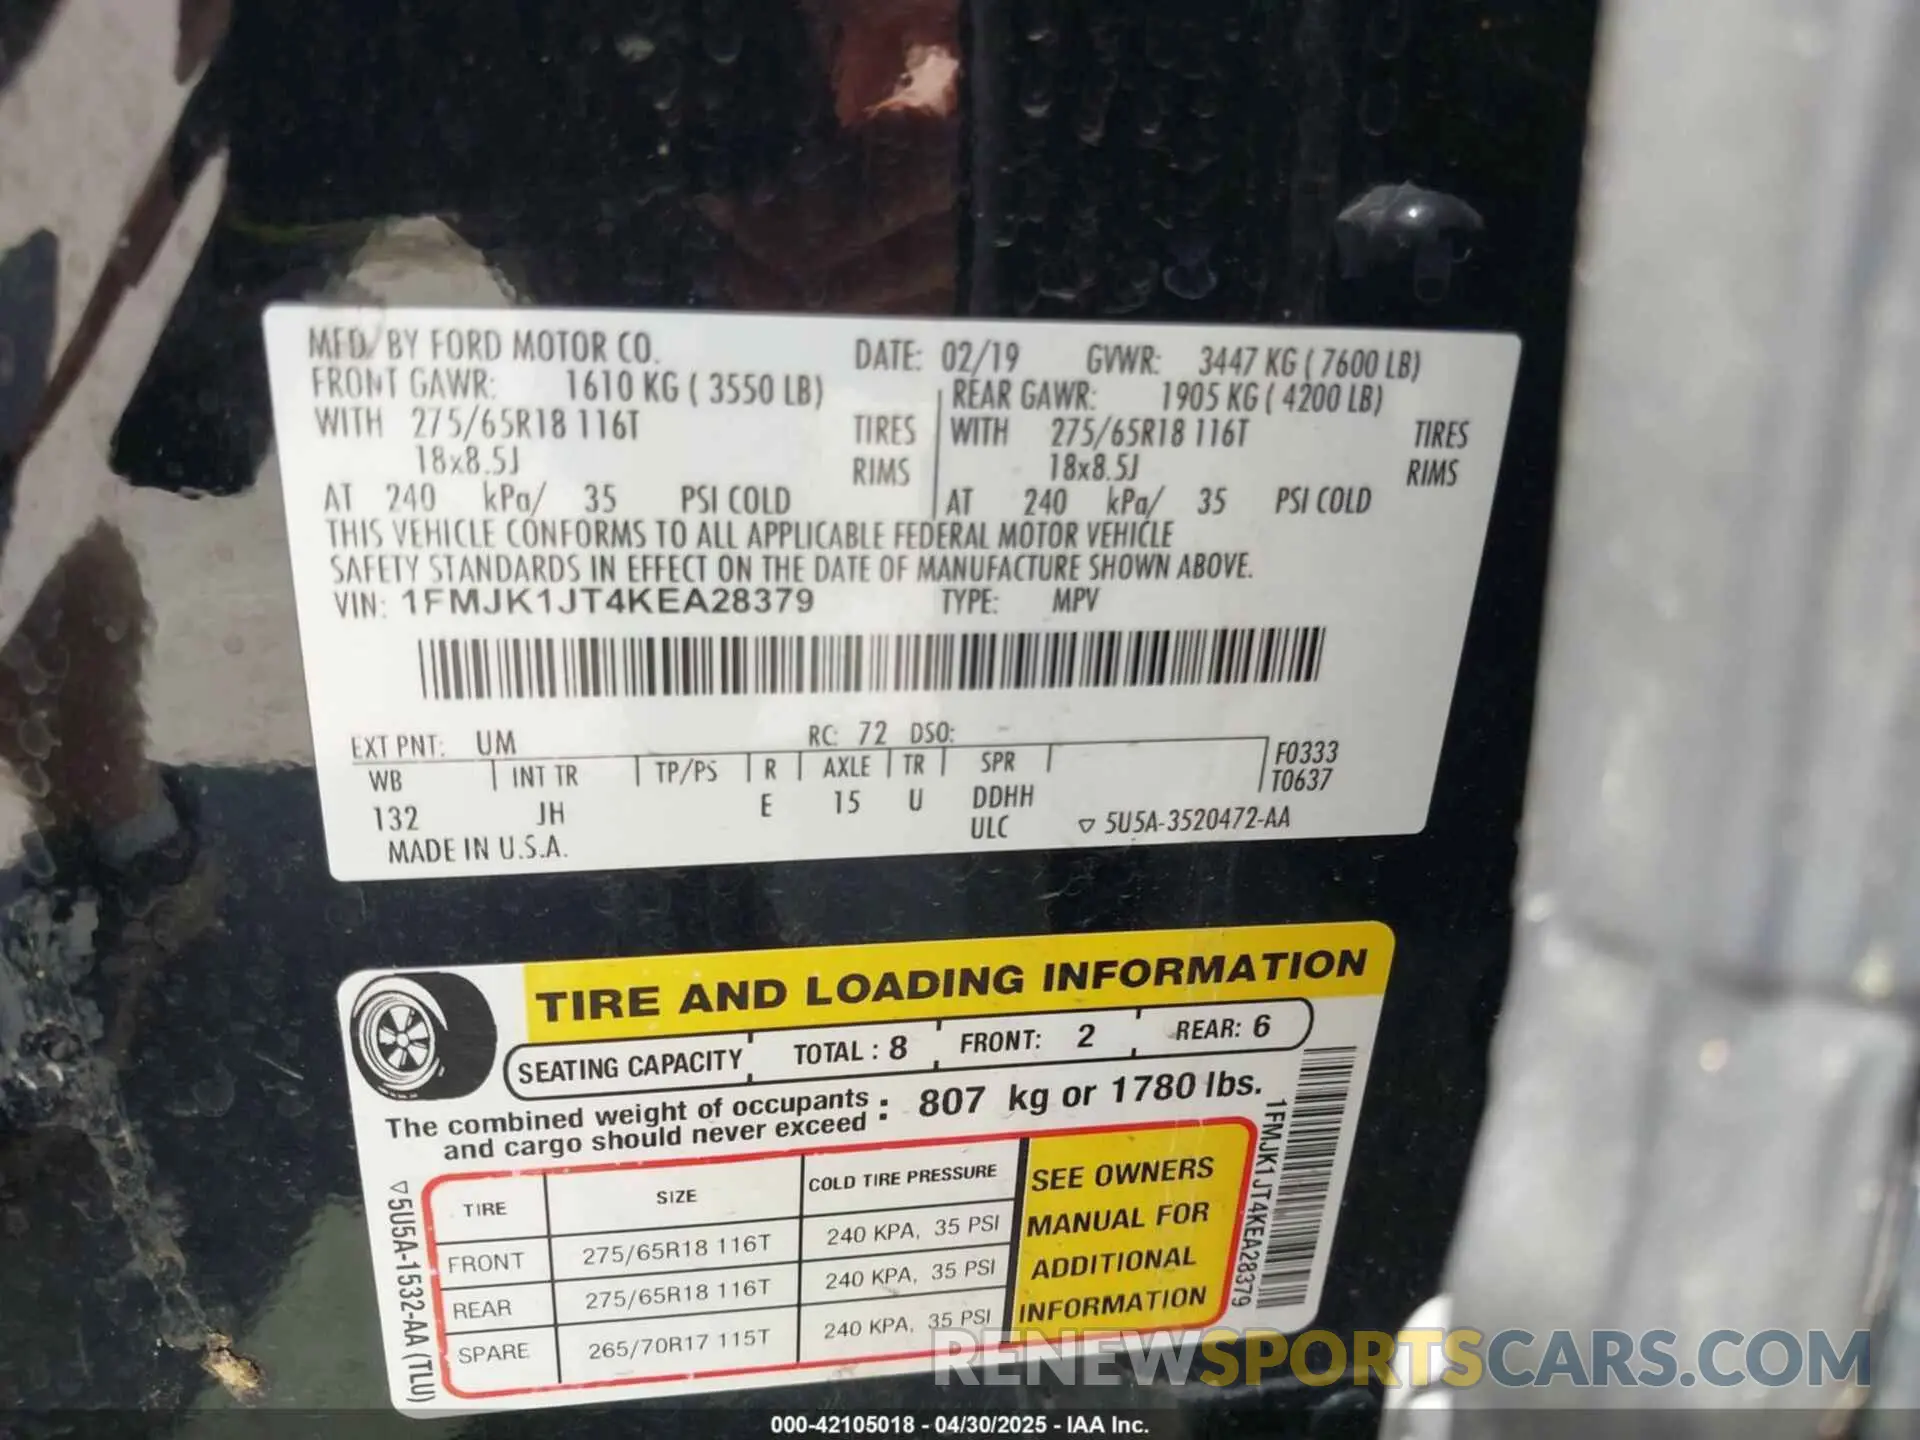 MFD. BY FORD MOTOR CO. DATE: 02/19 GVWR: 3447 KG ( 7600 LB)
FRONT GAWR: 1610 KG ( 3550 LB) REAR GAWR: 1905 KG ( 4200 LB)
WITH 275/65R18 116T TIRES WITH 275/65R18 116T TIRES
18x8.5J RIMS 18x8.5J RIMS
AT 240 kPa/ 35 PSI COLD AT 240 kPa/ 35 PSI COLD
THIS VEHICLE CONFORMS TO ALL APPLICABLE FEDERAL MOTOR VEHICLE
SAFETY STANDARDS IN EFFECT ON THE DATE OF MANUFACTURE SHOWN ABOVE.
VIN: 1FMJK1JT4KEA28379 TYPE: MPV
EXT PNT: UM RC: 72 DSO: -
WB INT TR TP/PS R AXLE TR SPR F0333
T0637
132 JH E 15 U DDHH
ULC ▽ 5U5A-3520472-AA
MADE IN U.S.A.
TIRE AND LOADING INFORMATION
SEATING CAPACITY TOTAL : 8 FRONT: 2 REAR: 6
The combined weight of occupants
and cargo should never exceed : 807 kg or 1780 lbs.
TIRE SIZE COLD TIRE PRESSURE
FRONT 275/65R18 116T 240 KPA, 35 PSI
REAR 275/65R18 116T 240 KPA, 35 PSI
SPARE 265/70R17 115T 240 KPA, 35 PSI
SEE OWNERS
MANUAL FOR
ADDITIONAL
INFORMATION
1FMJK1JT4KEA28379
▽5U5A-1532-AA (TLU)
RENEWSPORTSCARS.COM
000-42105018 - 04/30/2025 - IAA Inc.